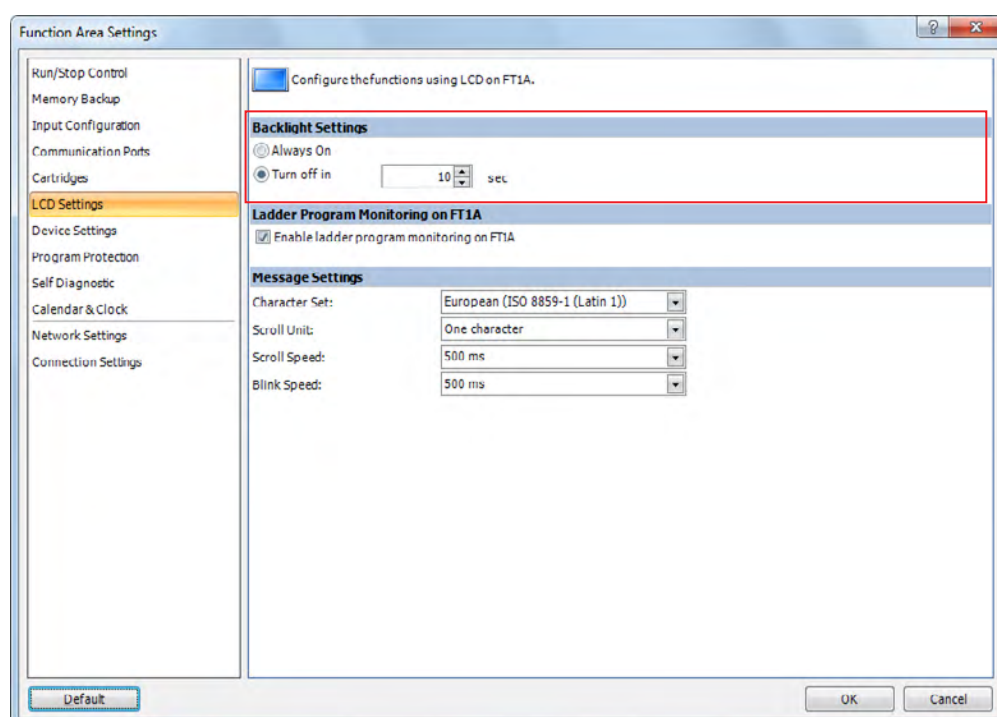 Function Area Settings
Run/Stop Control
Memory Backup
Input Configuration
Communication Ports
Cartridges
LCD Settings
Device Settings
Program Protection
Self Diagnostic
Calendar & Clock
Network Settings
Connection Settings
Configure the functions using LCD on FT1A.
Backlight Settings
Always On
Turn off in 10 sec
Ladder Program Monitoring on FT1A
Enable ladder program monitoring on FT1A
Message Settings
Character Set: European (ISO 8859-1 (Latin 1))
Scroll Unit: One character
Scroll Speed: 500 ms
Blink Speed: 500 ms
Default OK Cancel